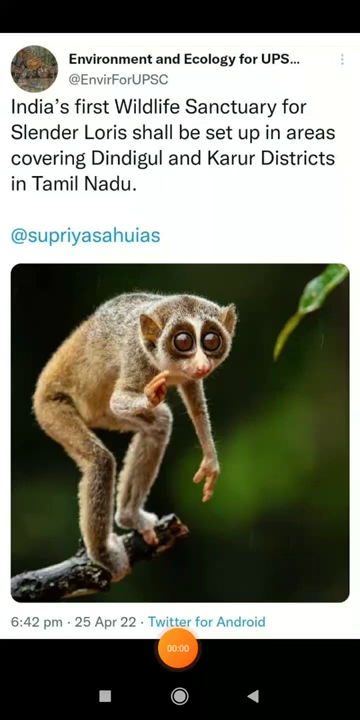 Environment and Ecology for UPS...
@EnvirForUPSC
India's first Wildlife Sanctuary for
Slender Loris shall be set up in areas
covering Dindigul and Karur Districts
in Tamil Nadu.
@supriyasahuias
6:42 pm · 25 Apr 22 · Twitter for Android
00:00